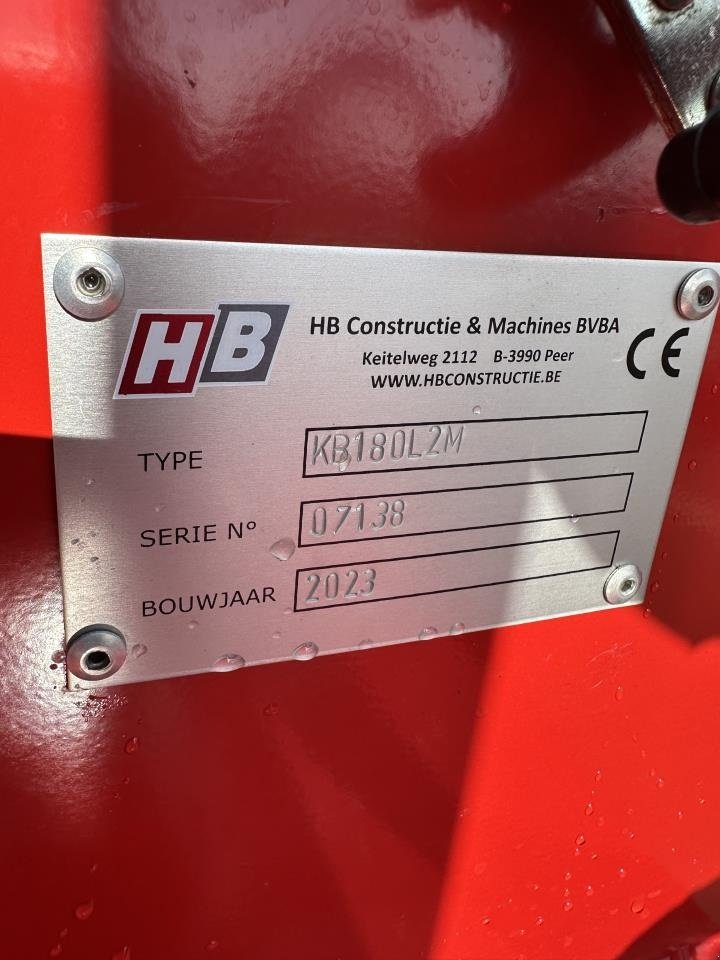 HB
HB Constructie & Machines BVBA
Keitelweg 2112 B-3990 Peer
WWW.HBCONSTRUCTIE.BE
CE
TYPE KB180L2M
SERIE Nº 07138
BOUWJAAR 2023